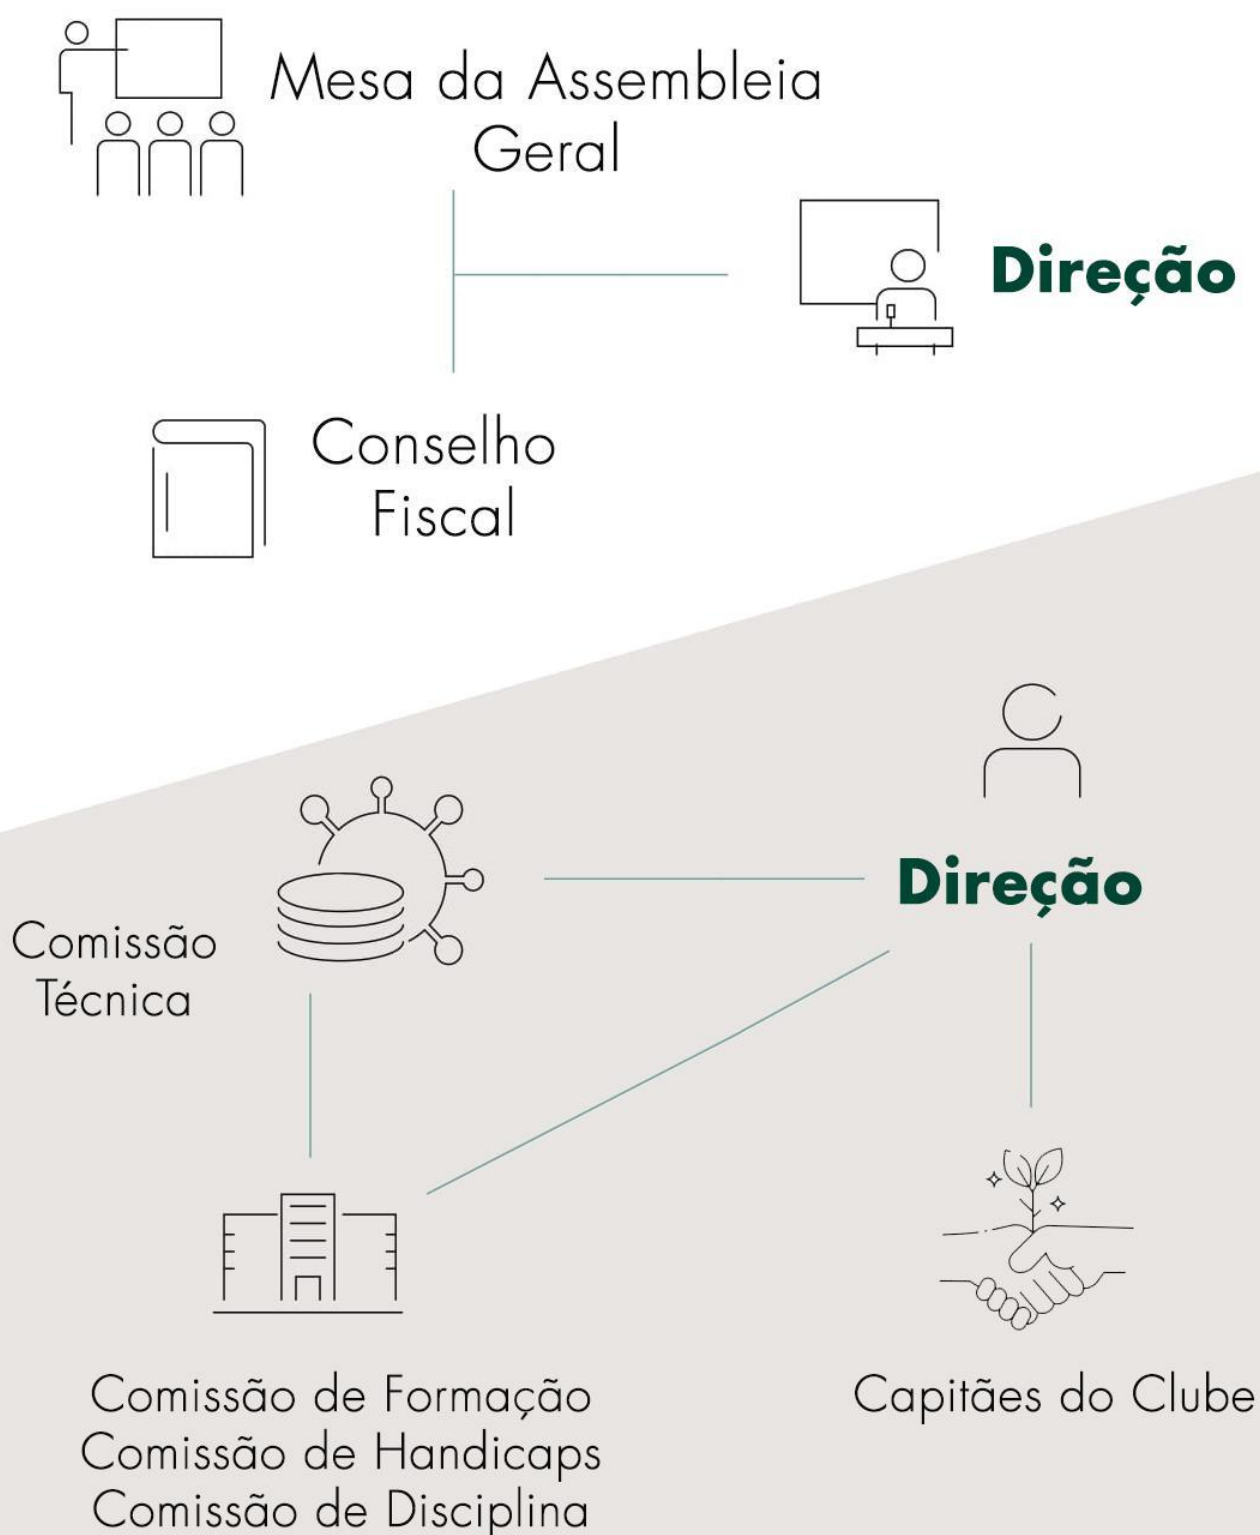 Mesa da Assembleia
Geral
Direção
Conselho
Fiscal
Direção
Comissão
Técnica
Comissão de Formação
Comissão de Handicaps
Comissão de Disciplina
Capitães do Clube